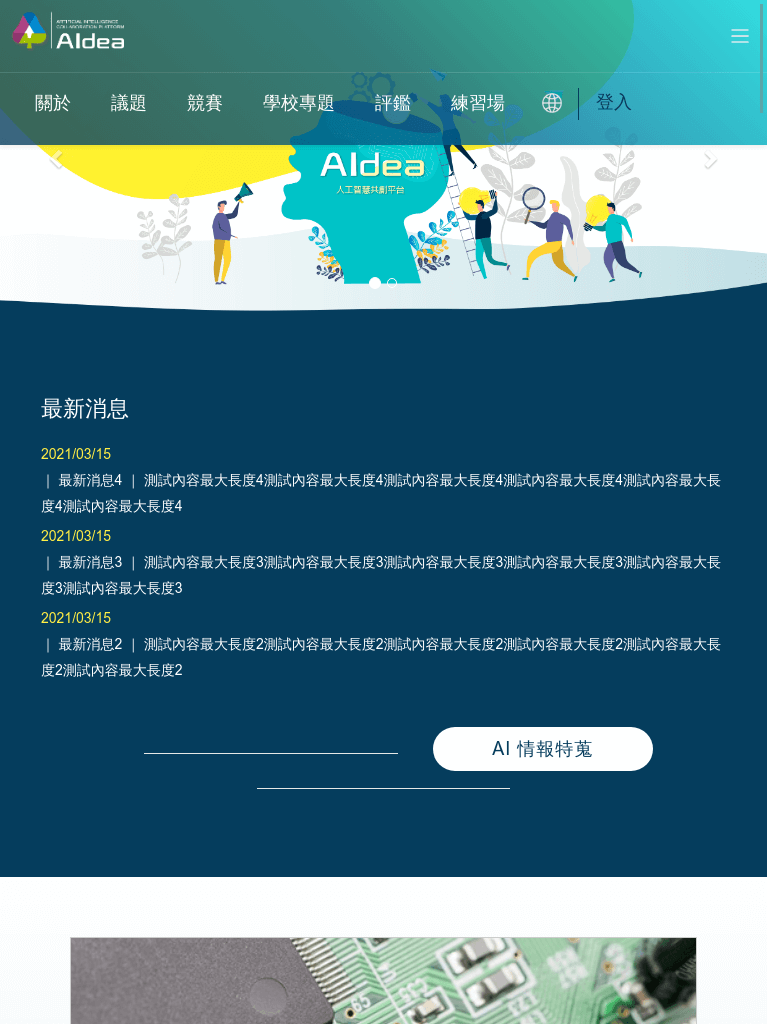 ARTIFICIAL INTELLIGENCE
COLLABORATION PLATFORM
AIdea
關於
議題
競賽
學校專題
評鑑
練習場
登入
AIdea
人工智慧共創平台
最新消息
2021/03/15
｜ 最新消息4 ｜ 測試內容最大長度4測試內容最大長度4測試內容最大長度4測試內容最大長度4測試內容最大長
度4測試內容最大長度4
2021/03/15
｜ 最新消息3 ｜ 測試內容最大長度3測試內容最大長度3測試內容最大長度3測試內容最大長度3測試內容最大長
度3測試內容最大長度3
2021/03/15
｜ 最新消息2 ｜ 測試內容最大長度2測試內容最大長度2測試內容最大長度2測試內容最大長度2測試內容最大長
度2測試內容最大長度2
AI 情報特蒐